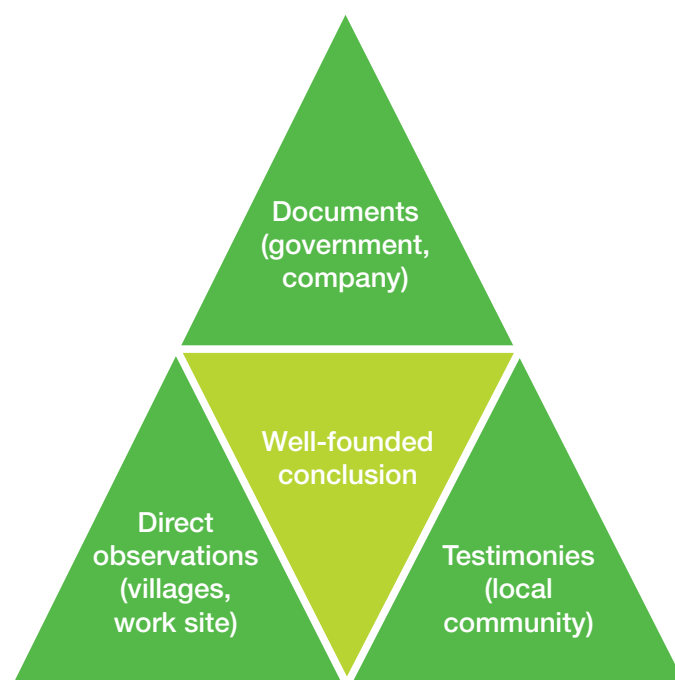 Documents
(government,
company)
Well-founded
conclusion
Direct
observations
(villages,
work site)
Testimonies
(local
community)